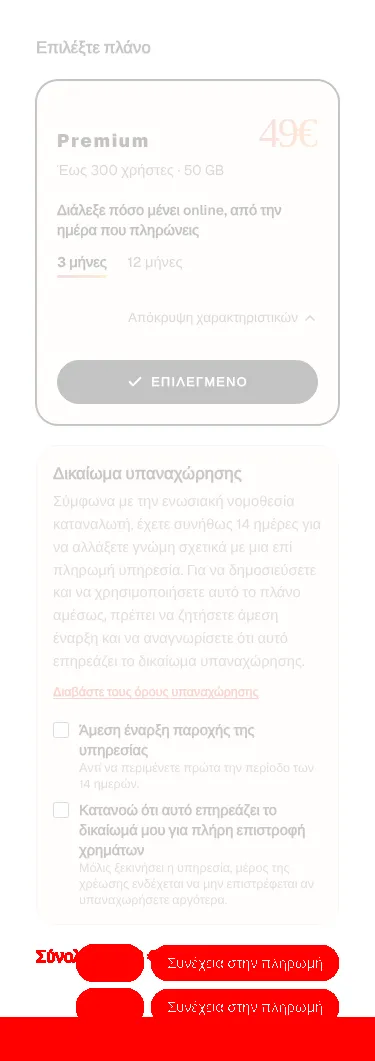 Επιλέξτε πλάνο
Premium
49€
Έως 300 χρήστες · 50 GB
Διάλεξε πόσο μένει online, από την
ημέρα που πληρώνεις
3 μήνες 12 μήνες
Απόκρυψη χαρακτηριστικών
ΕΠΙΛΕΓΜΕΝΟ
Δικαίωμα υπαναχώρησης
Σύμφωνα με την ενωσιακή νομοθεσία
καταναλωτή, έχετε συνήθως 14 ημέρες για
να αλλάξετε γνώμη σχετικά με μια επί
πληρωμή υπηρεσία. Για να δημοσιεύσετε
και να χρησιμοποιήσετε αυτό το πλάνο
αμέσως, πρέπει να ζητήσετε άμεση
έναρξη και να αναγνωρίσετε ότι αυτό
επηρεάζει το δικαίωμα υπαναχώρησης.
Διαβάστε τους όρους υπαναχώρησης
Άμεση έναρξη παροχής της
υπηρεσίας
Αντί να περιμένετε πρώτα την περίοδο των
14 ημερών.
Κατανοώ ότι αυτό επηρεάζει το
δικαίωμά μου για πλήρη επιστροφή
χρημάτων
Μόλις ξεκινήσει η υπηρεσία, μέρος της
χρέωσης ενδέχεται να μην επιστρέφεται αν
υπαναχωρήσετε αργότερα.
Συνέχεια στην πληρωμή
Συνέχεια στην πληρωμή